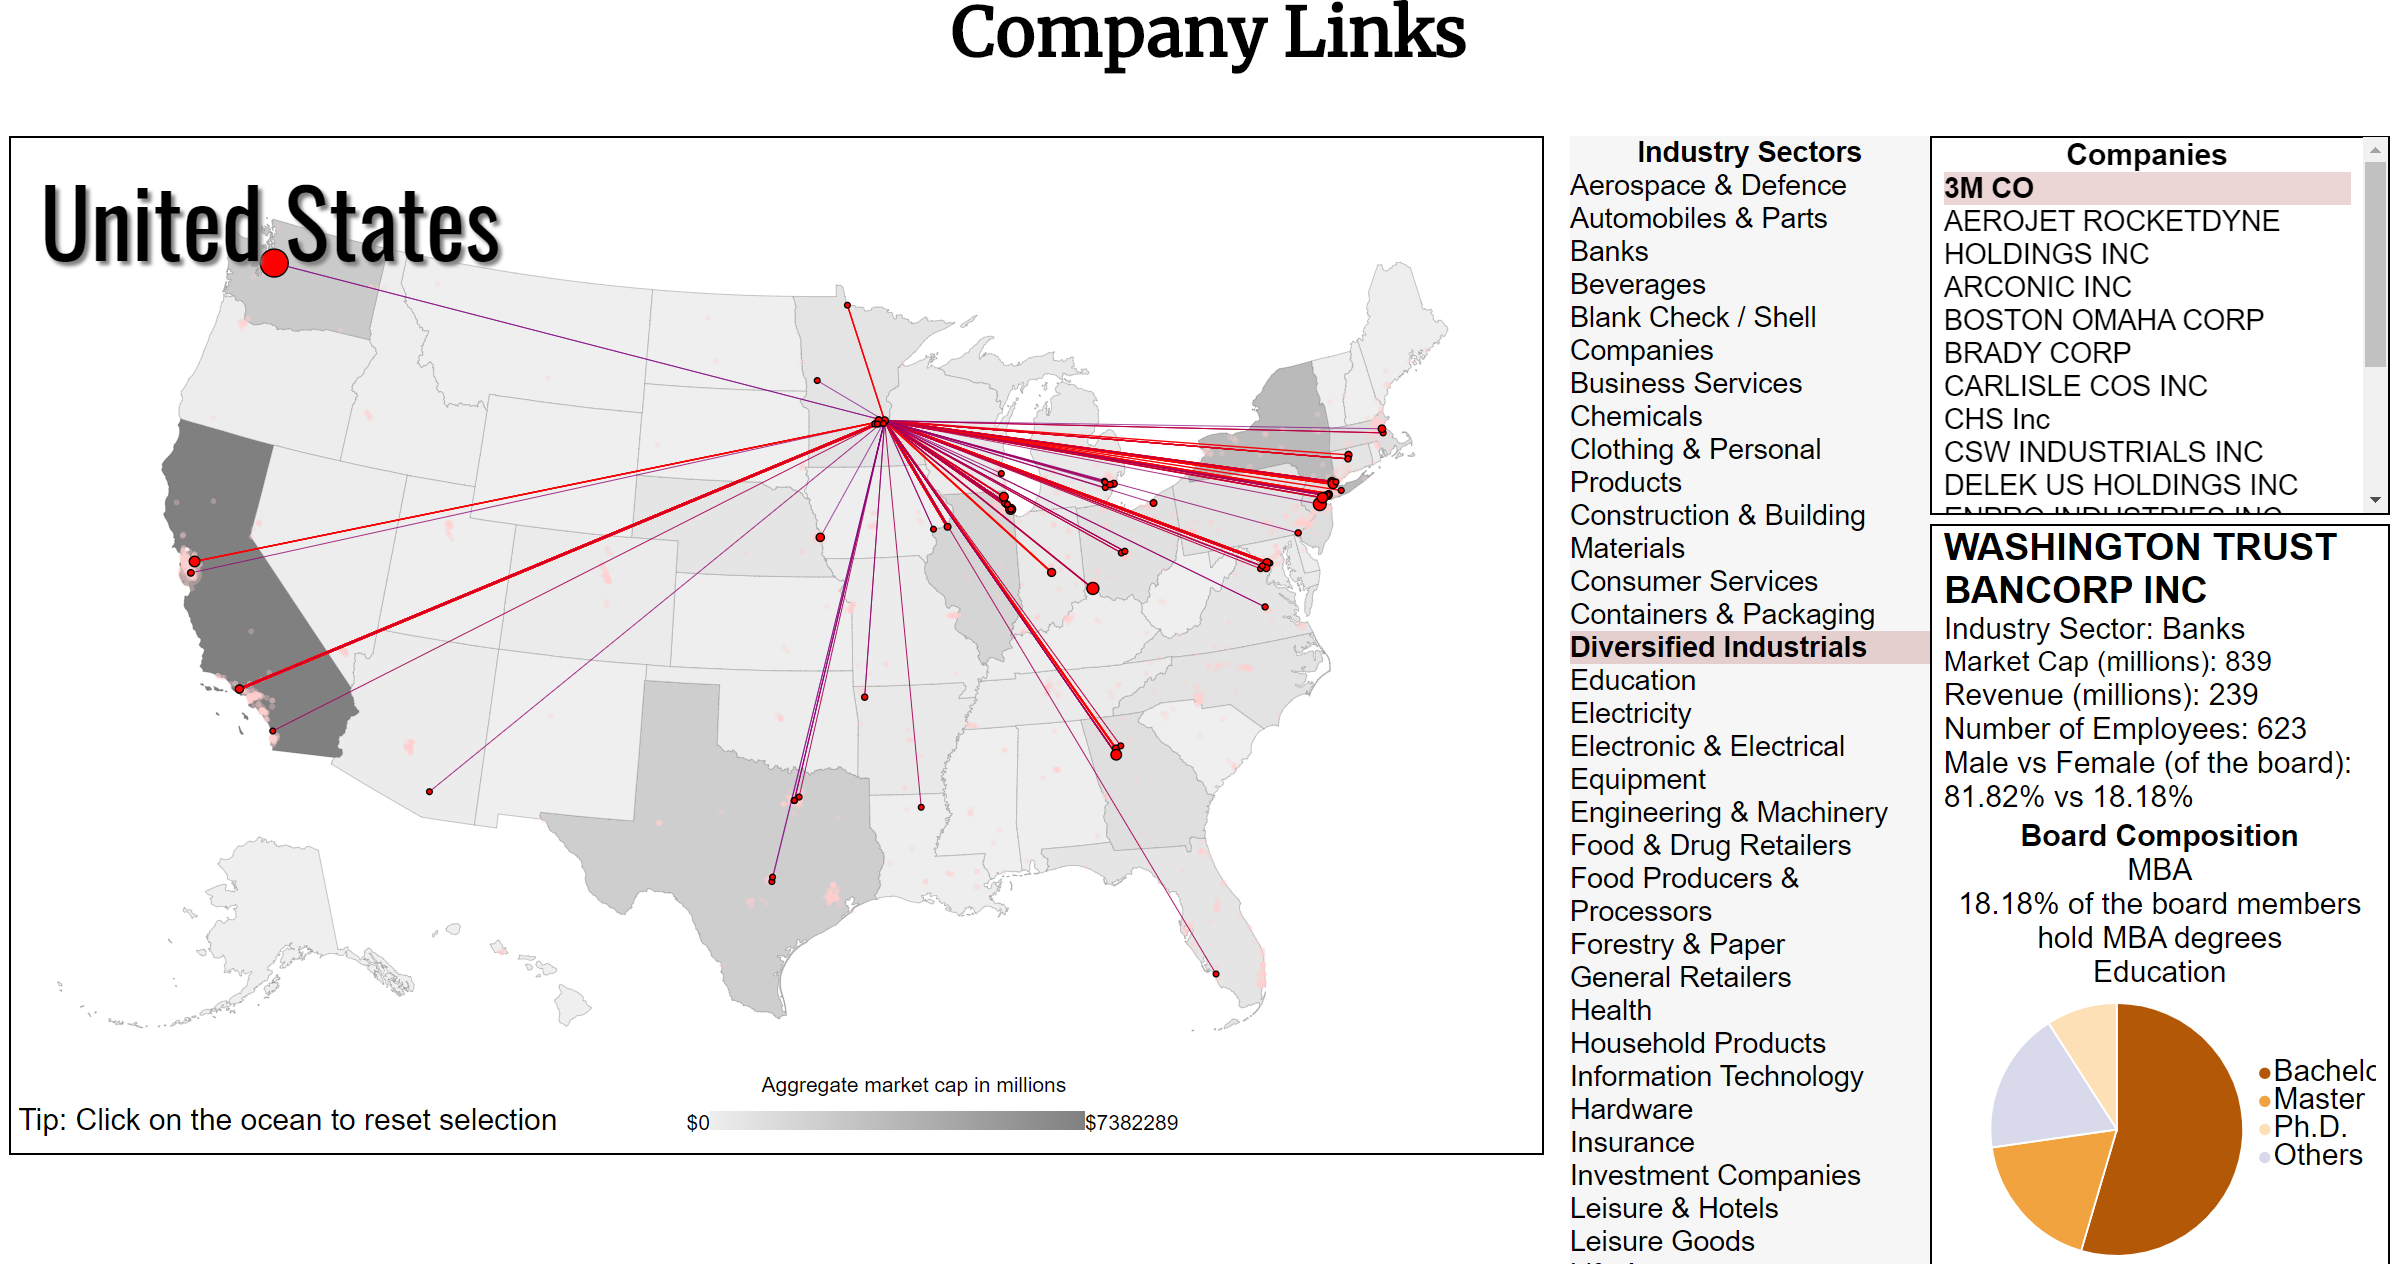 Company Links
United States
Aggregate market cap in millions
$0
$7382289
Tip: Click on the ocean to reset selection
Industry Sectors
Aerospace & Defence
Automobiles & Parts
Banks
Beverages
Blank Check / Shell
Companies
Business Services
Chemicals
Clothing & Personal
Products
Construction & Building
Materials
Consumer Services
Containers & Packaging
Diversified Industrials
Education
Electricity
Electronic & Electrical
Equipment
Engineering & Machinery
Food & Drug Retailers
Food Producers &
Processors
Forestry & Paper
General Retailers
Health
Household Products
Information Technology
Hardware
Insurance
Investment Companies
Leisure & Hotels
Leisure Goods
Companies
3M CO
AEROJET ROCKETDYNE
HOLDINGS INC
ARCONIC INC
BOSTON OMAHA CORP
BRADY CORP
CARLISLE COS INC
CHS Inc
CSW INDUSTRIALS INC
DELEK US HOLDINGS INC
ENPRO INDUSTRIES INC
WASHINGTON TRUST
BANCORP INC
Industry Sector: Banks
Market Cap (millions): 839
Revenue (millions): 239
Number of Employees: 623
Male vs Female (of the board):
81.82% vs 18.18%
Board Composition
MBA
18.18% of the board members
hold MBA degrees
Education
Bachelo
Master
Ph.D.
Others